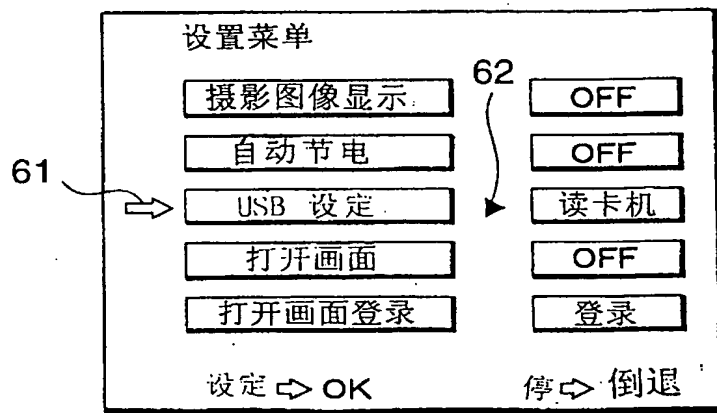 设置菜单
62
摄影图像显示 OFF
自动节电 OFF
61
USB 设定 读卡机
打开画面 OFF
打开画面登录 登录
设定 ⇨ OK 停 ⇨ 倒退